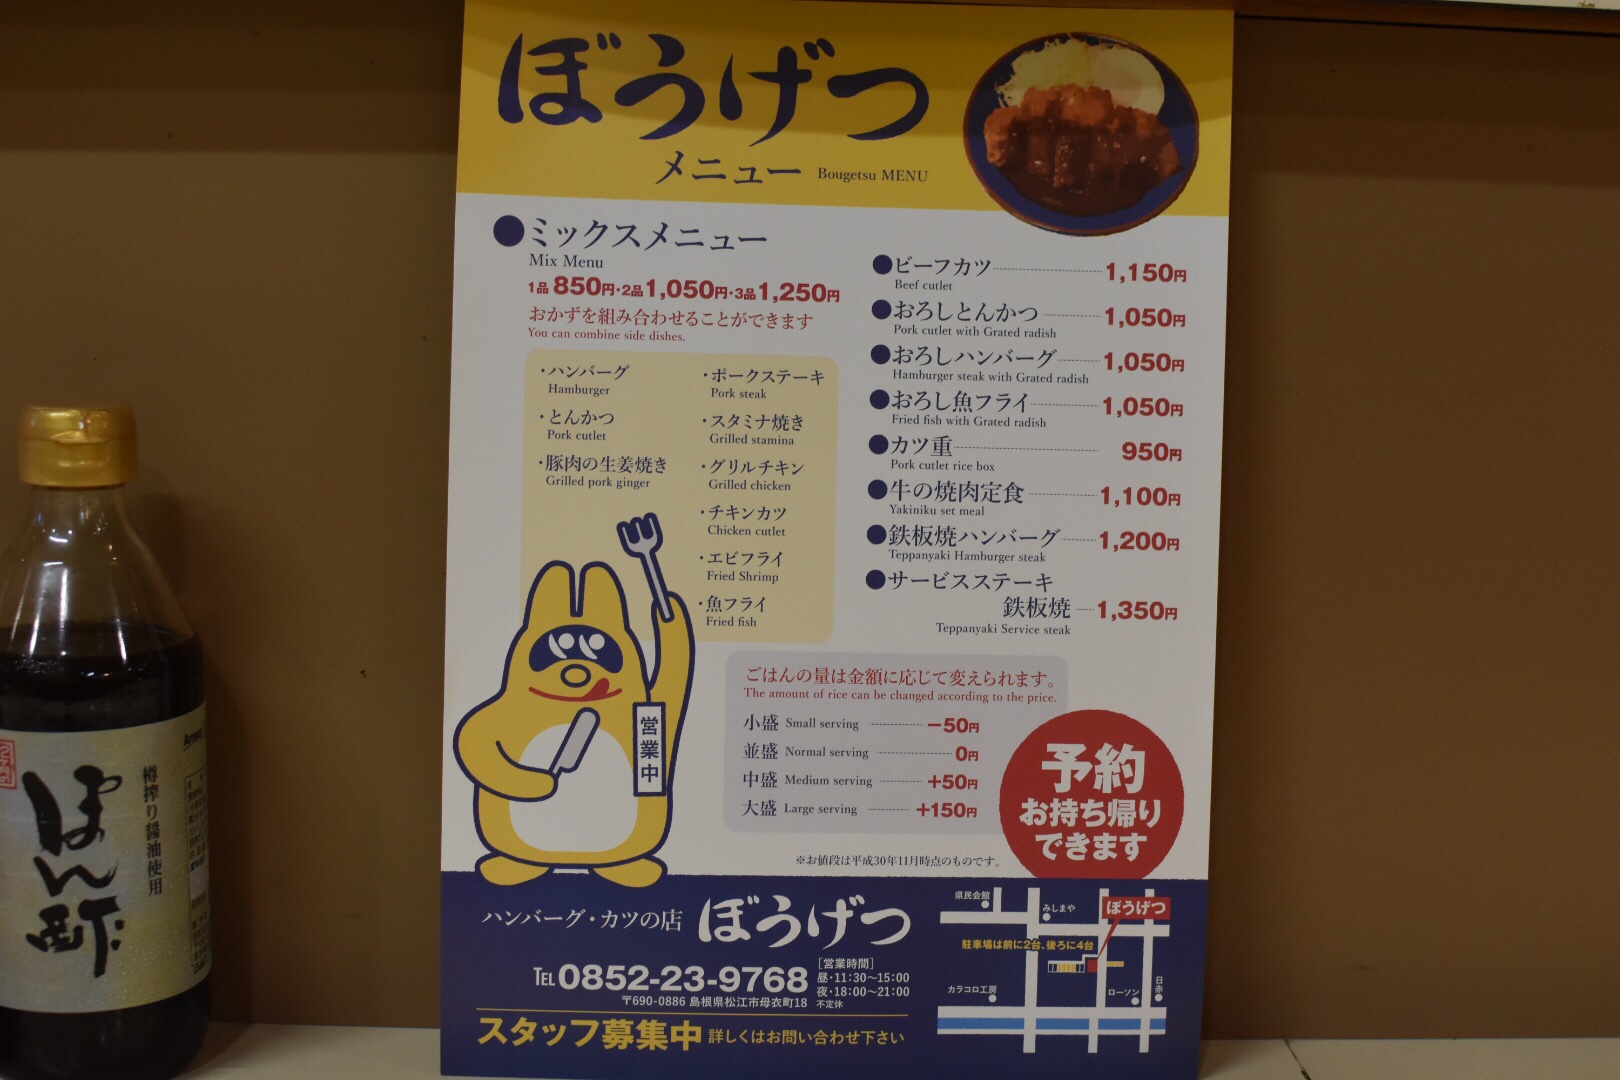 ぼうげつ
メニュー Bougetsu MENU
●ミックスメニュー
Mix Menu
1品850円・2品1,050円・3品1,250円
おかずを組み合わせることができます
You can combine side dishes.
・ハンバーグ
Hamburger
・とんかつ
Pork cutlet
・豚肉の生姜焼き
Grilled pork ginger
・ポークステーキ
Pork steak
・スタミナ焼き
Grilled stamina
・グリルチキン
Grilled chicken
・チキンカツ
Chicken cutlet
・エビフライ
Fried Shrimp
・魚フライ
Fried fish
●ビーフカツ 1,150円
Beef cutlet
●おろしとんかつ 1,050円
Pork cutlet with Grated radish
●おろしハンバーグ 1,050円
Hamburger steak with Grated radish
●おろし魚フライ 1,050円
Fried fish with Grated radish
●カツ重 950円
Pork cutlet rice box
●牛の焼肉定食 1,100円
Yakiniku set meal
●鉄板焼ハンバーグ 1,200円
Teppanyaki Hamburger steak
●サービスステーキ
鉄板焼 1,350円
Teppanyaki Service steak
ごはんの量は金額に応じて変えられます。
The amount of rice can be changed according to the price.
小盛 Small serving −50円
並盛 Normal serving 0円
中盛 Medium serving +50円
大盛 Large serving +150円
営業中
予約
お持ち帰り
できます
※お値段は平成30年11月時点のものです。
ハンバーグ・カツの店 ぼうげつ
TEL 0852-23-9768
〒690-0886 島根県松江市母衣町18
［営業時間］
昼・11:30〜15:00
夜・18:00〜21:00
不定休
スタッフ募集中 詳しくはお問い合わせ下さい
県民会館
みしまや
ぼうげつ
駐車場は前に2台、後ろに4台
カラコロ工房
ローソン
日赤
ぽん酢
樽搾り醤油使用